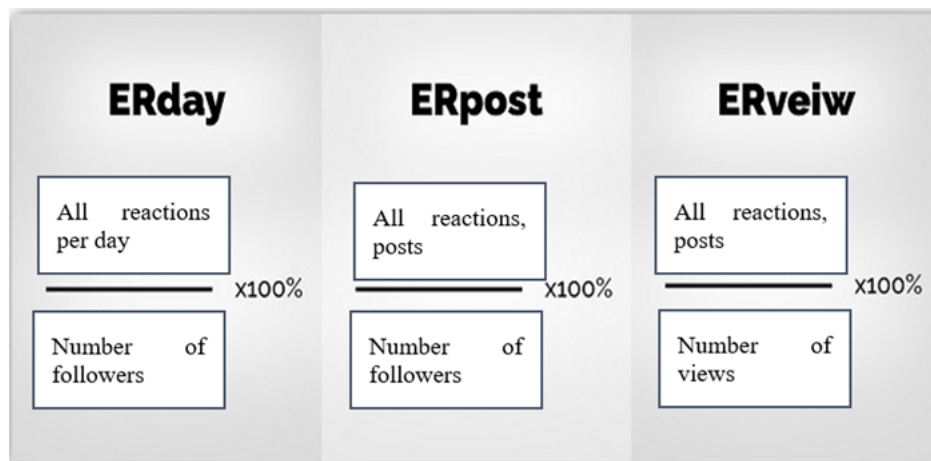 ERday
All reactions
per day
x100%
Number of
followers
ERpost
All reactions,
posts
x100%
Number of
followers
ERveiw
All reactions,
posts
x100%
Number of
views